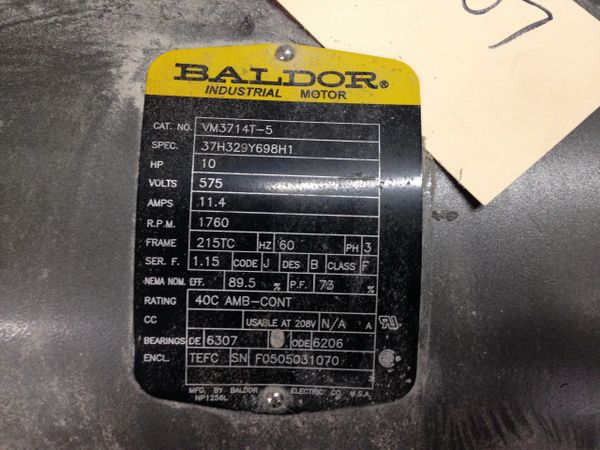 07
BALDOR®
INDUSTRIAL MOTOR
CAT. NO. VM3714T-5
SPEC. 37H329Y698H1
HP 10
VOLTS 575
AMPS 11.4
R.P.M. 1760
FRAME 215TC HZ 60 PH 3
SER. F. 1.15 CODE J DES B CLASS F
NEMA NOM. EFF. 89.5 % P.F. 73 %
RATING 40C AMB-CONT
CC USABLE AT 208V N/A A
BEARINGS DE 6307 ODE 6206
ENCL. TEFC SN F0505031070
MFG. BY BALDOR ELECTRIC CO. U.S.A.
NP1256L